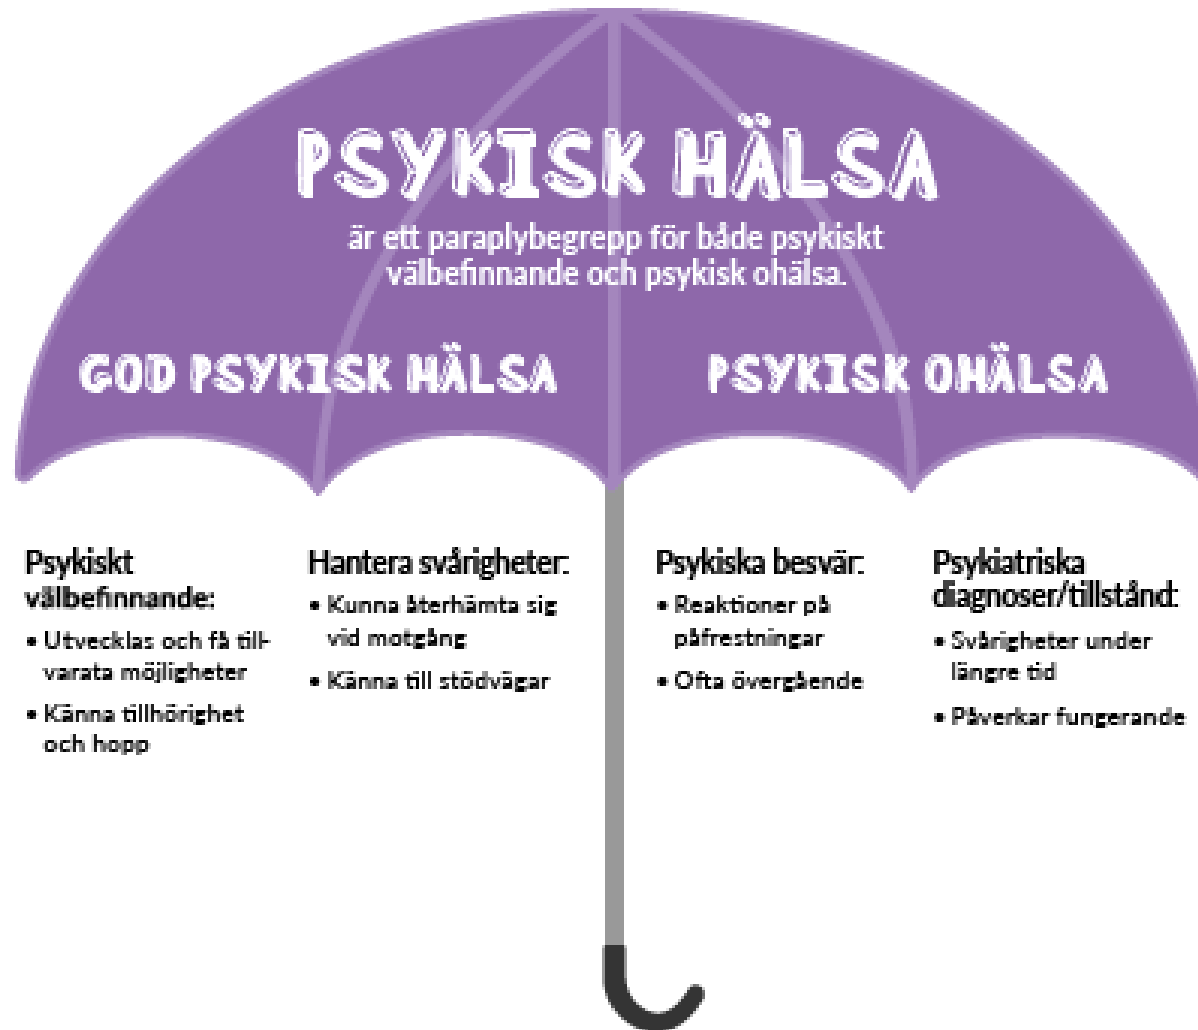 PSYKISK HÄLSA
är ett paraplybegrepp för både psykiskt
välbefinnande och psykisk ohälsa.
GOD PSYKISK HÄLSA
PSYKISK OHÄLSA
Psykiskt
välbefinnande:
• Utvecklas och få till-
varata möjligheter
• Känna tillhörighet
och hopp
Hantera svårigheter:
• Kunna återhämta sig
vid motgång
• Känna till stödvägar
Psykiska besvär:
• Reaktioner på
påfrestningar
• Ofta övergående
Psykiatriska
diagnoser/tillstånd:
• Svårigheter under
längre tid
• Påverkar fungerande